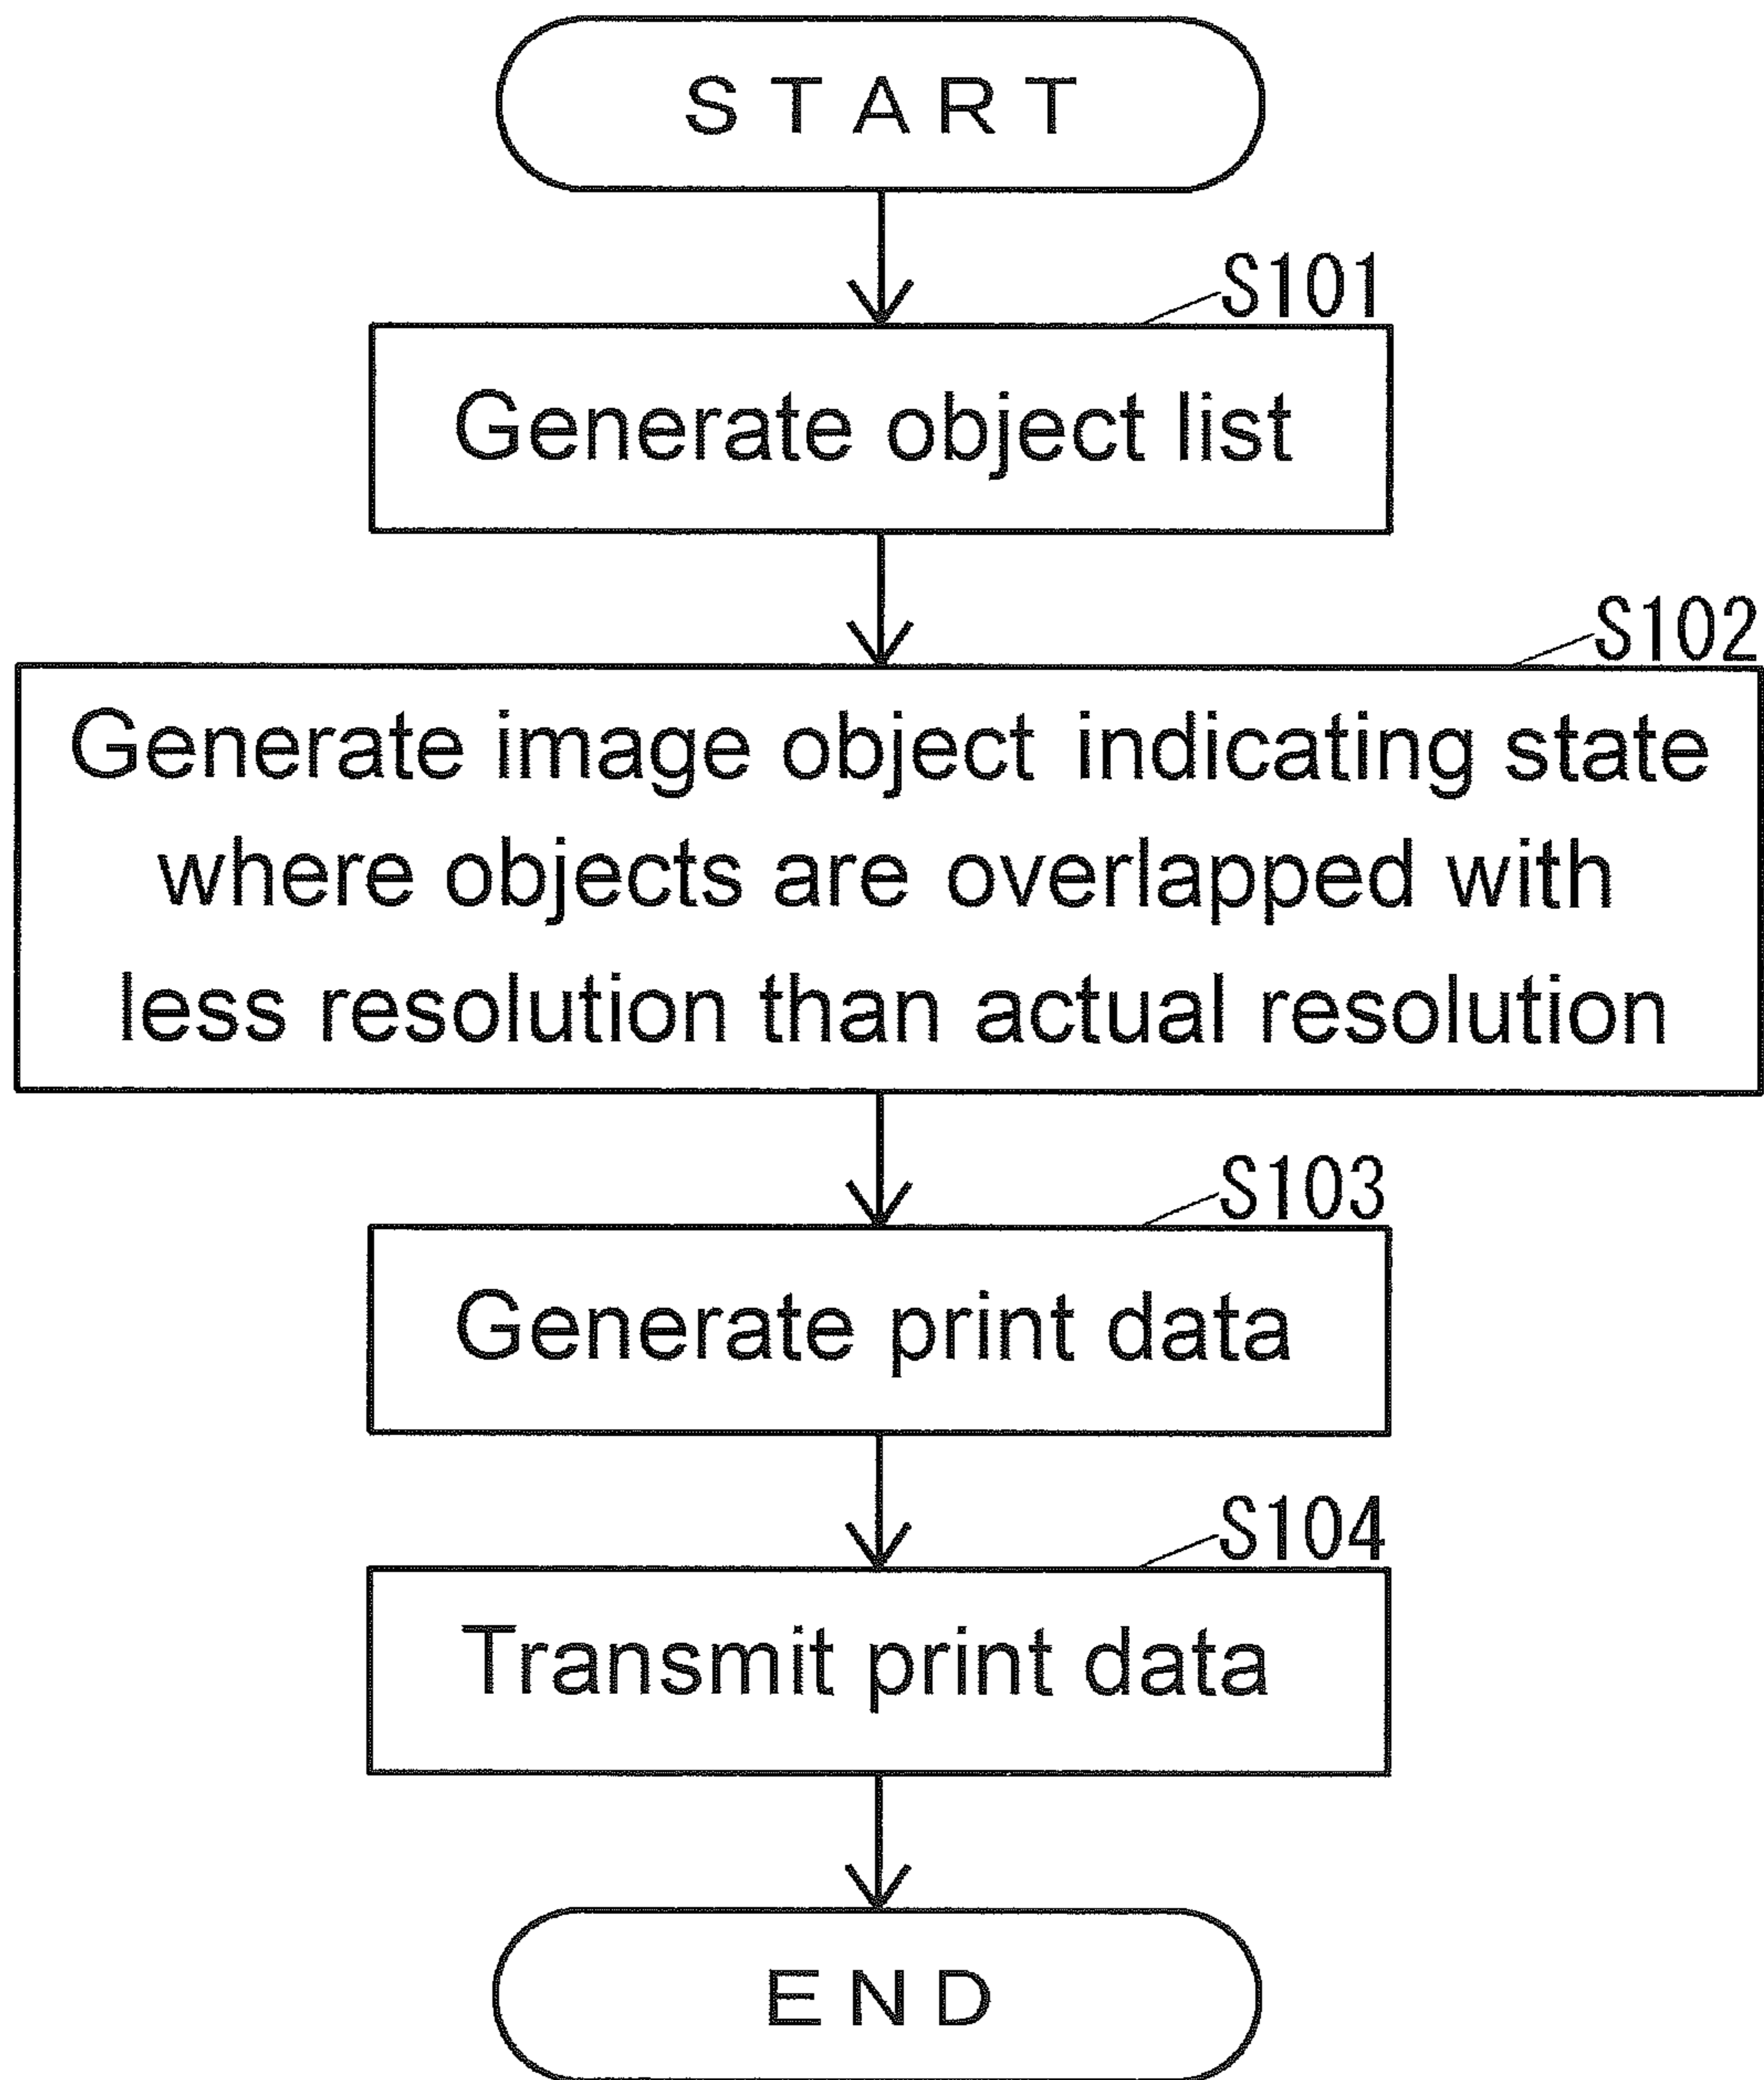 START
S101
Generate object list
S102
Generate image object indicating state
where objects are overlapped with
less resolution than actual resolution
S103
Generate print data
S104
Transmit print data
END